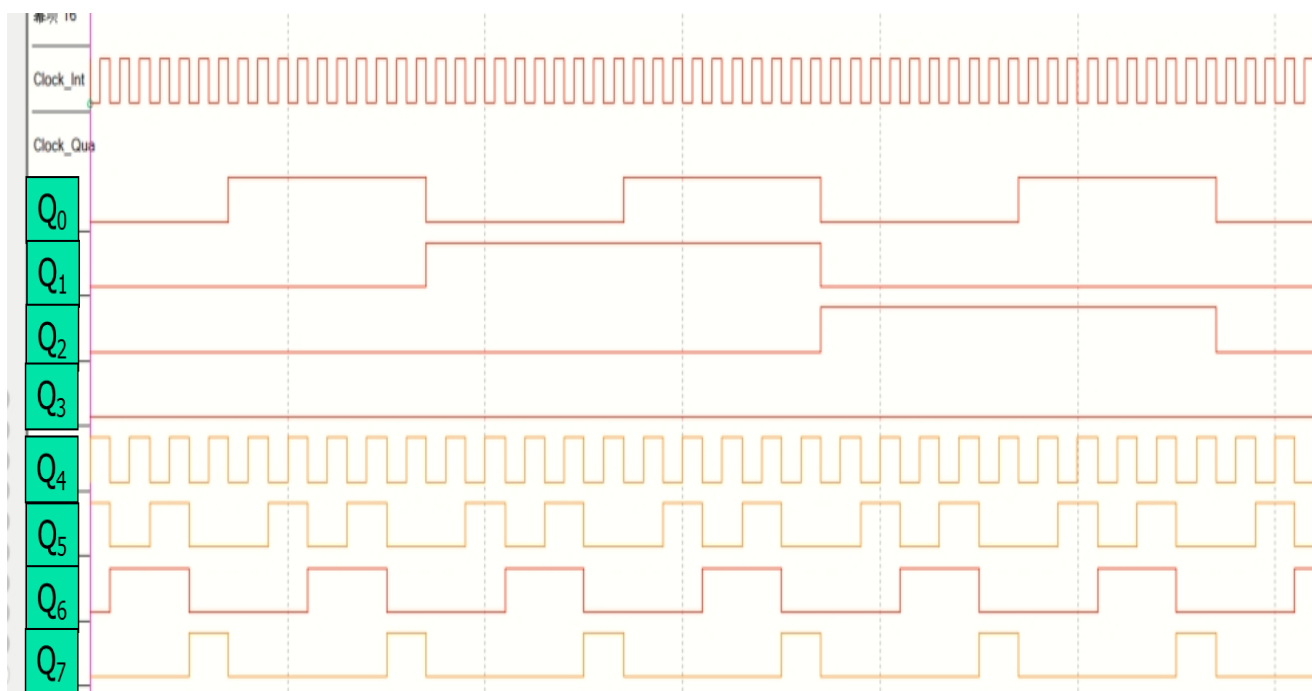 Clock_Int
Clock_Qua
Q₀
Q₁
Q₂
Q₃
Q₄
Q₅
Q₆
Q₇